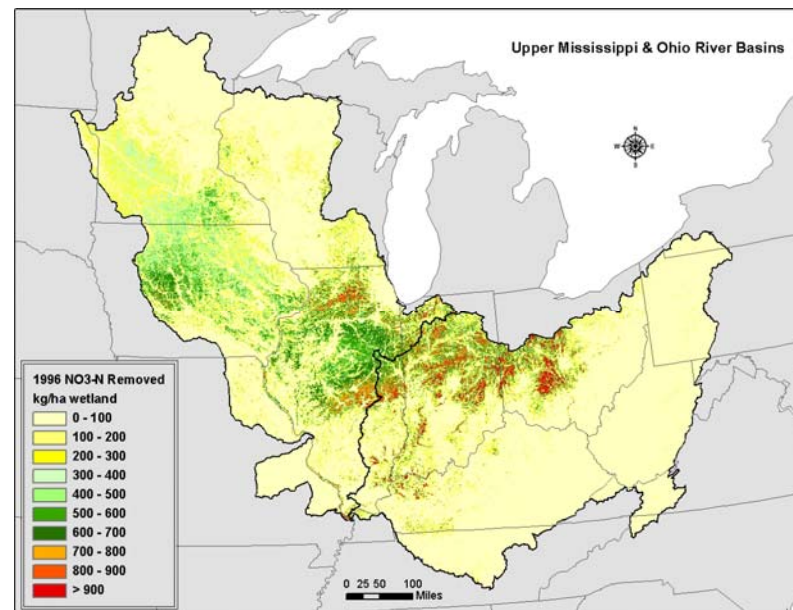 Upper Mississippi & Ohio River Basins
N
W E
S
1996 NO3-N Removed
kg/ha wetland
0 - 100
100 - 200
200 - 300
300 - 400
400 - 500
500 - 600
600 - 700
700 - 800
800 - 900
> 900
0 25 50 100
Miles